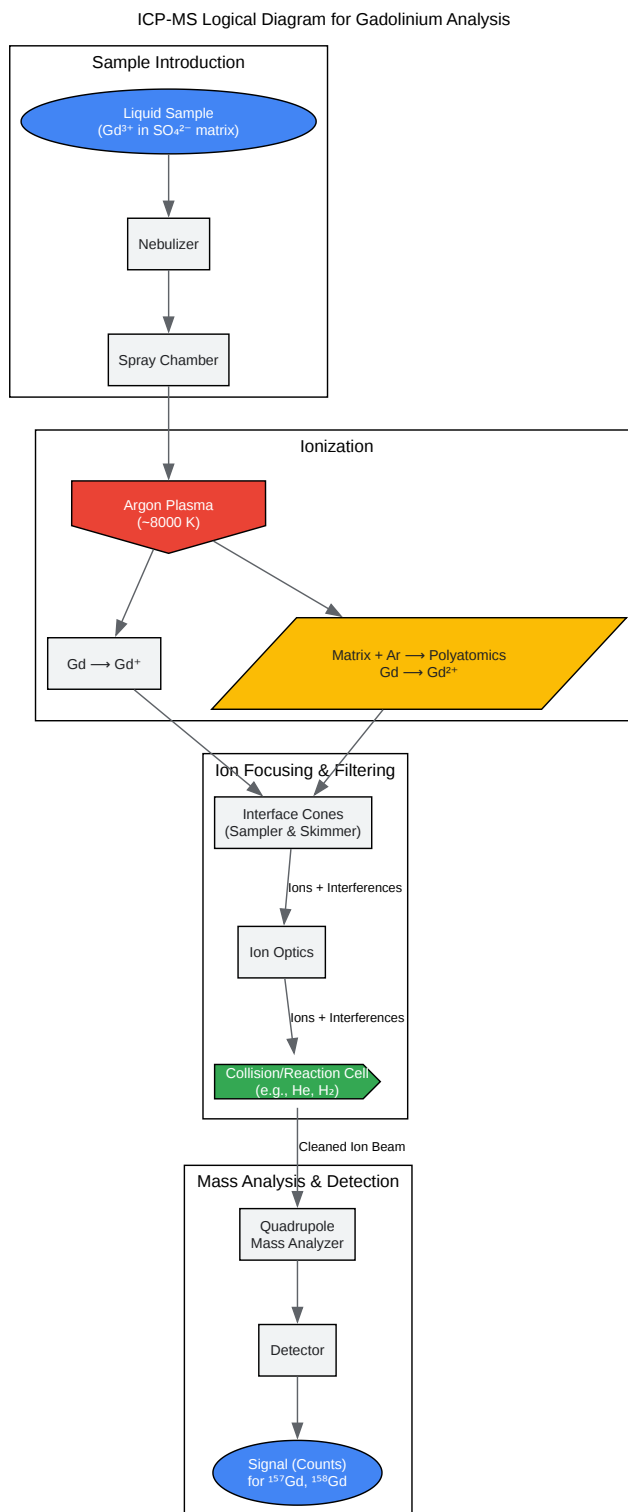 ICP-MS Logical Diagram for Gadolinium Analysis
Sample Introduction
Liquid Sample
(Gd³⁺ in SO₄²⁻ matrix)
Nebulizer
Spray Chamber
Ionization
Argon Plasma
(~8000 K)
Gd ⟶ Gd⁺
Matrix + Ar ⟶ Polyatomics
Gd ⟶ Gd²⁺
Ion Focusing & Filtering
Interface Cones
(Sampler & Skimmer)
Ions + Interferences
Ion Optics
Ions + Interferences
Collision/Reaction Cell
(e.g., He, H₂)
Cleaned Ion Beam
Mass Analysis & Detection
Quadrupole
Mass Analyzer
Detector
Signal (Counts)
for ¹⁵⁷Gd, ¹⁵⁸Gd